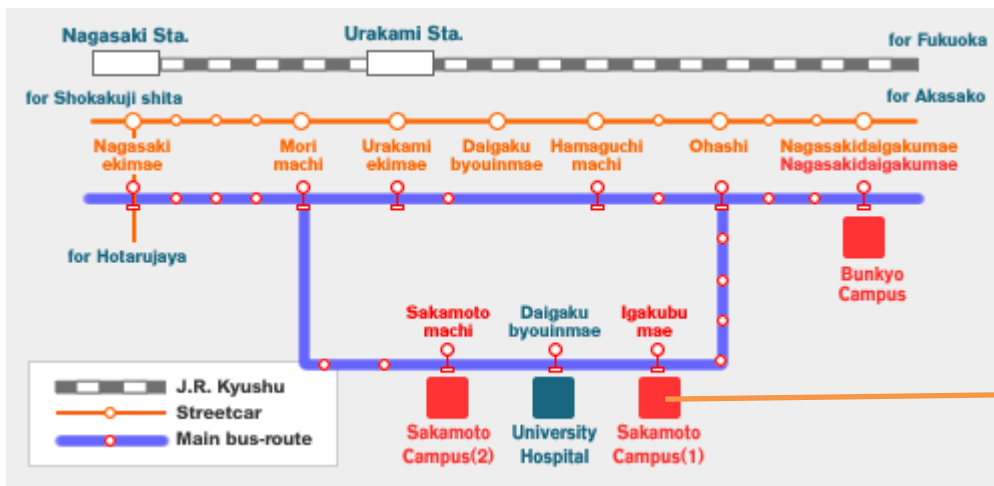 Nagasaki Sta.
Urakami Sta.
for Fukuoka
for Shokakuji shita
for Akasako
Nagasaki
ekimae
Mori
machi
Urakami
ekimae
Daigaku
byouinmae
Hamaguchi
machi
Ohashi
Nagasakidaigakumae
Nagasakidaigakumae
for Hotarujaya
Bunkyo
Campus
Sakamoto
machi
Daigaku
byouinmae
Igakubu
mae
Sakamoto
Campus(2)
University
Hospital
Sakamoto
Campus(1)
J.R. Kyushu
Streetcar
Main bus-route